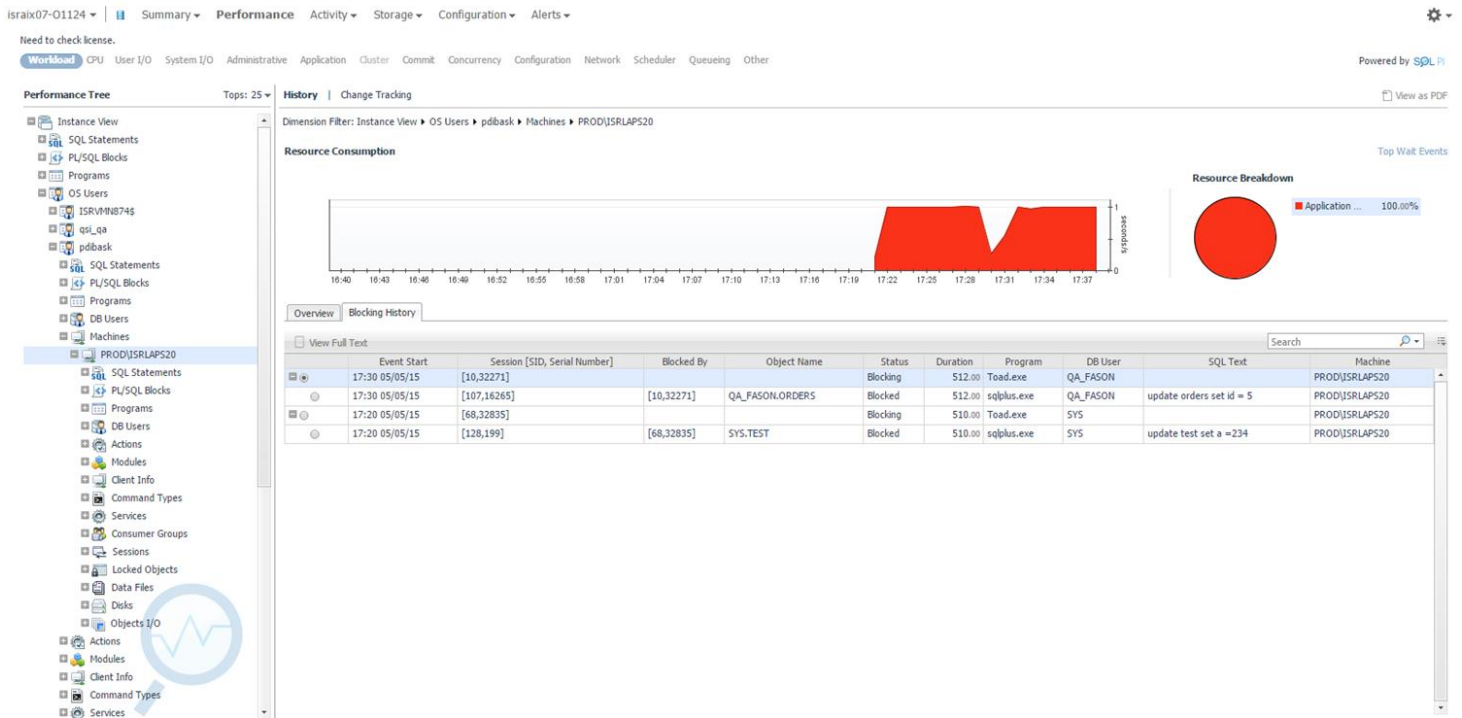 israix07-O1124 Summary Performance Activity Storage Configuration Alerts
Need to check license.
Workload CPU User I/O System I/O Administrative Application Cluster Commit Concurrency Configuration Network Scheduler Queueing Other Powered by SQL PI
Performance Tree Tops: 25
Instance View
SQL SQL Statements
PL/SQL Blocks
Programs
OS Users
ISRVMN874$
qsi_qa
pdibask
SQL SQL Statements
PL/SQL Blocks
Programs
DB Users
Machines
PROD\ISRLAPS20
SQL SQL Statements
PL/SQL Blocks
Programs
DB Users
Actions
Modules
Client Info
Command Types
Services
Consumer Groups
Sessions
Locked Objects
Data Files
Disks
Objects I/O
Actions
Modules
Client Info
Command Types
Services
History | Change Tracking View as PDF
Dimension Filter: Instance View OS Users pdibask Machines PROD\ISRLAPS20
Resource Consumption Top Wait Events
1
seconds/s
0
16:40 16:43 16:46 16:49 16:52 16:55 16:58 17:01 17:04 17:07 17:10 17:13 17:16 17:19 17:22 17:25 17:28 17:31 17:34 17:37
Resource Breakdown
Application ... 100.00%
Overview Blocking History
View Full Text Search
Event Start Session [SID, Serial Number] Blocked By Object Name Status Duration Program DB User SQL Text Machine
17:30 05/05/15 [10,32271] Blocking 512.00 Toad.exe QA_FASON PROD\ISRLAPS20
17:30 05/05/15 [107,16265] [10,32271] QA_FASON.ORDERS Blocked 512.00 sqlplus.exe QA_FASON update orders set id = 5 PROD\ISRLAPS20
17:20 05/05/15 [68,32835] Blocking 510.00 Toad.exe SYS PROD\ISRLAPS20
17:20 05/05/15 [128,199] [68,32835] SYS.TEST Blocked 510.00 sqlplus.exe SYS update test set a =234 PROD\ISRLAPS20